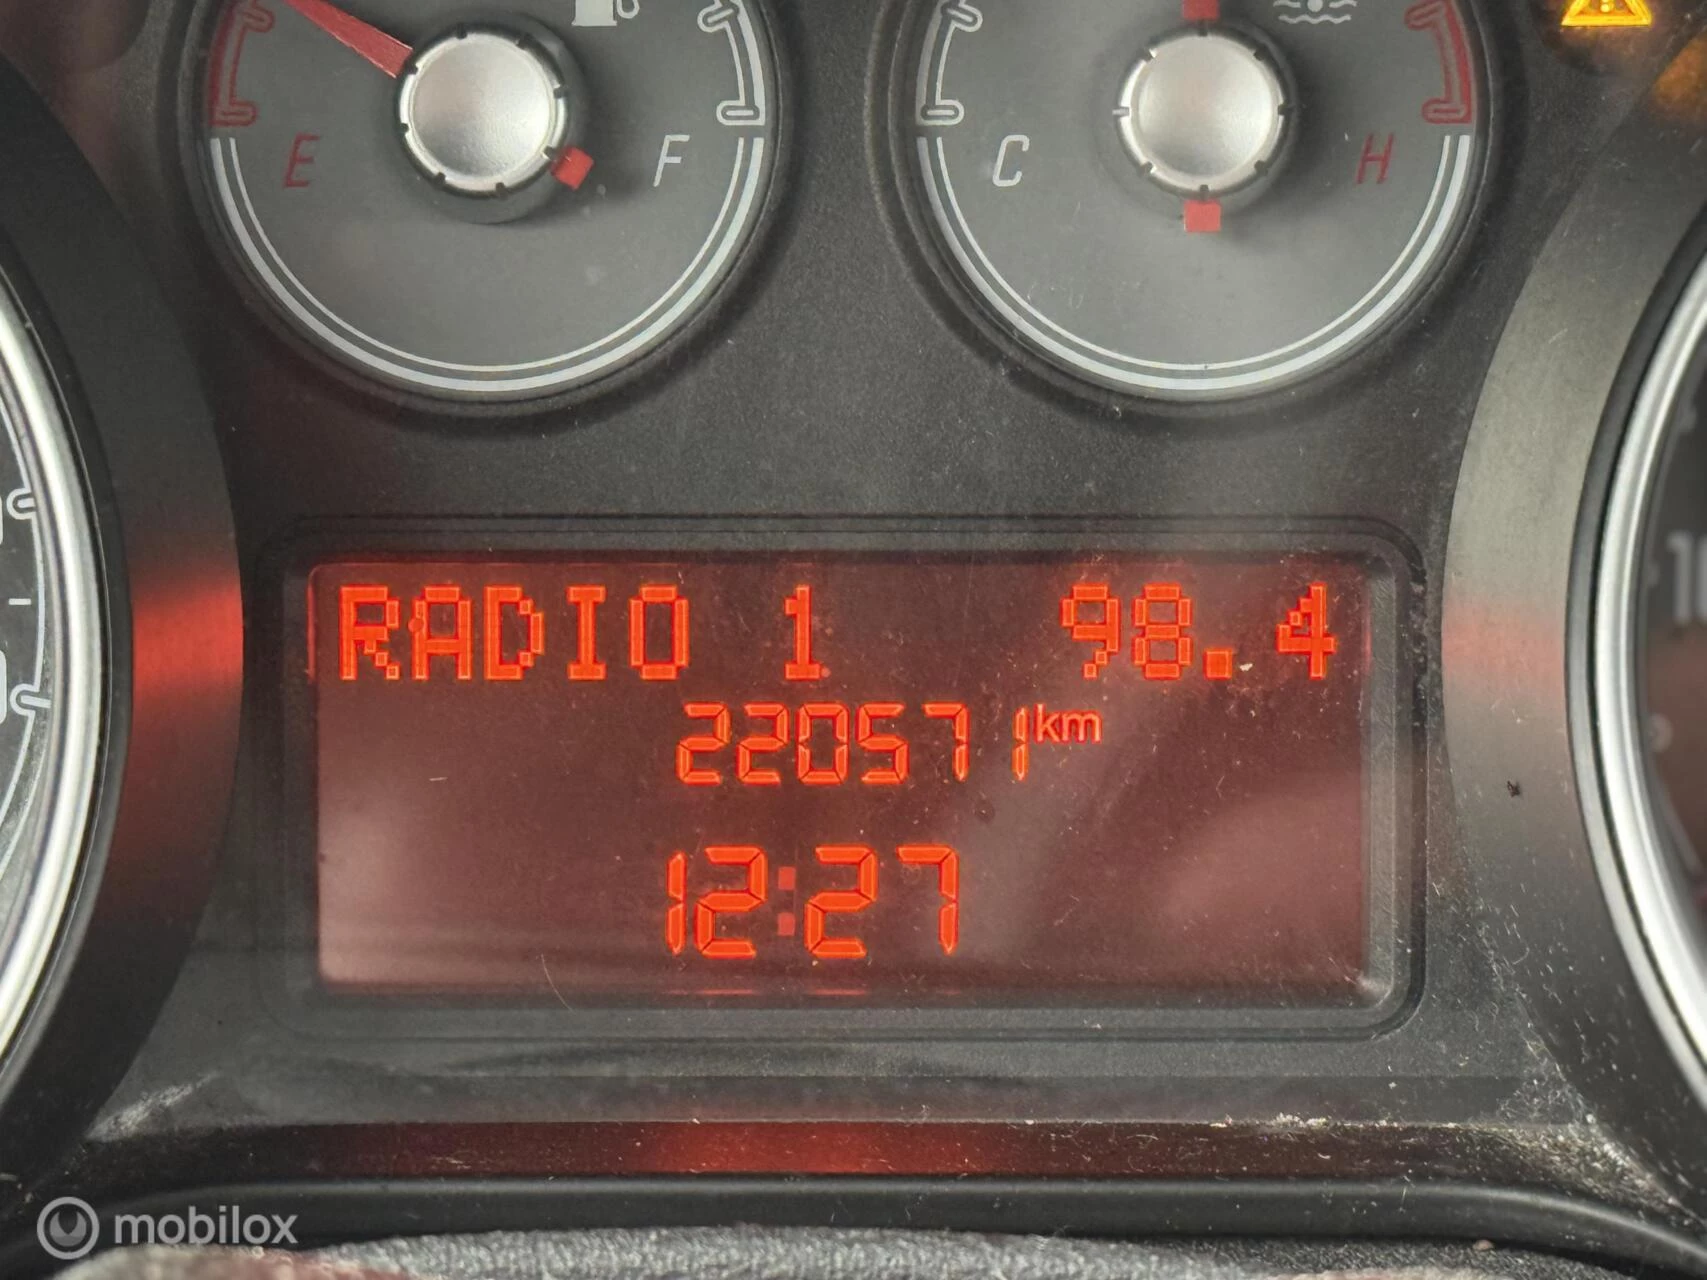 E F
C H
RADIO 1 98.4
220571 km
12:27
mobilox